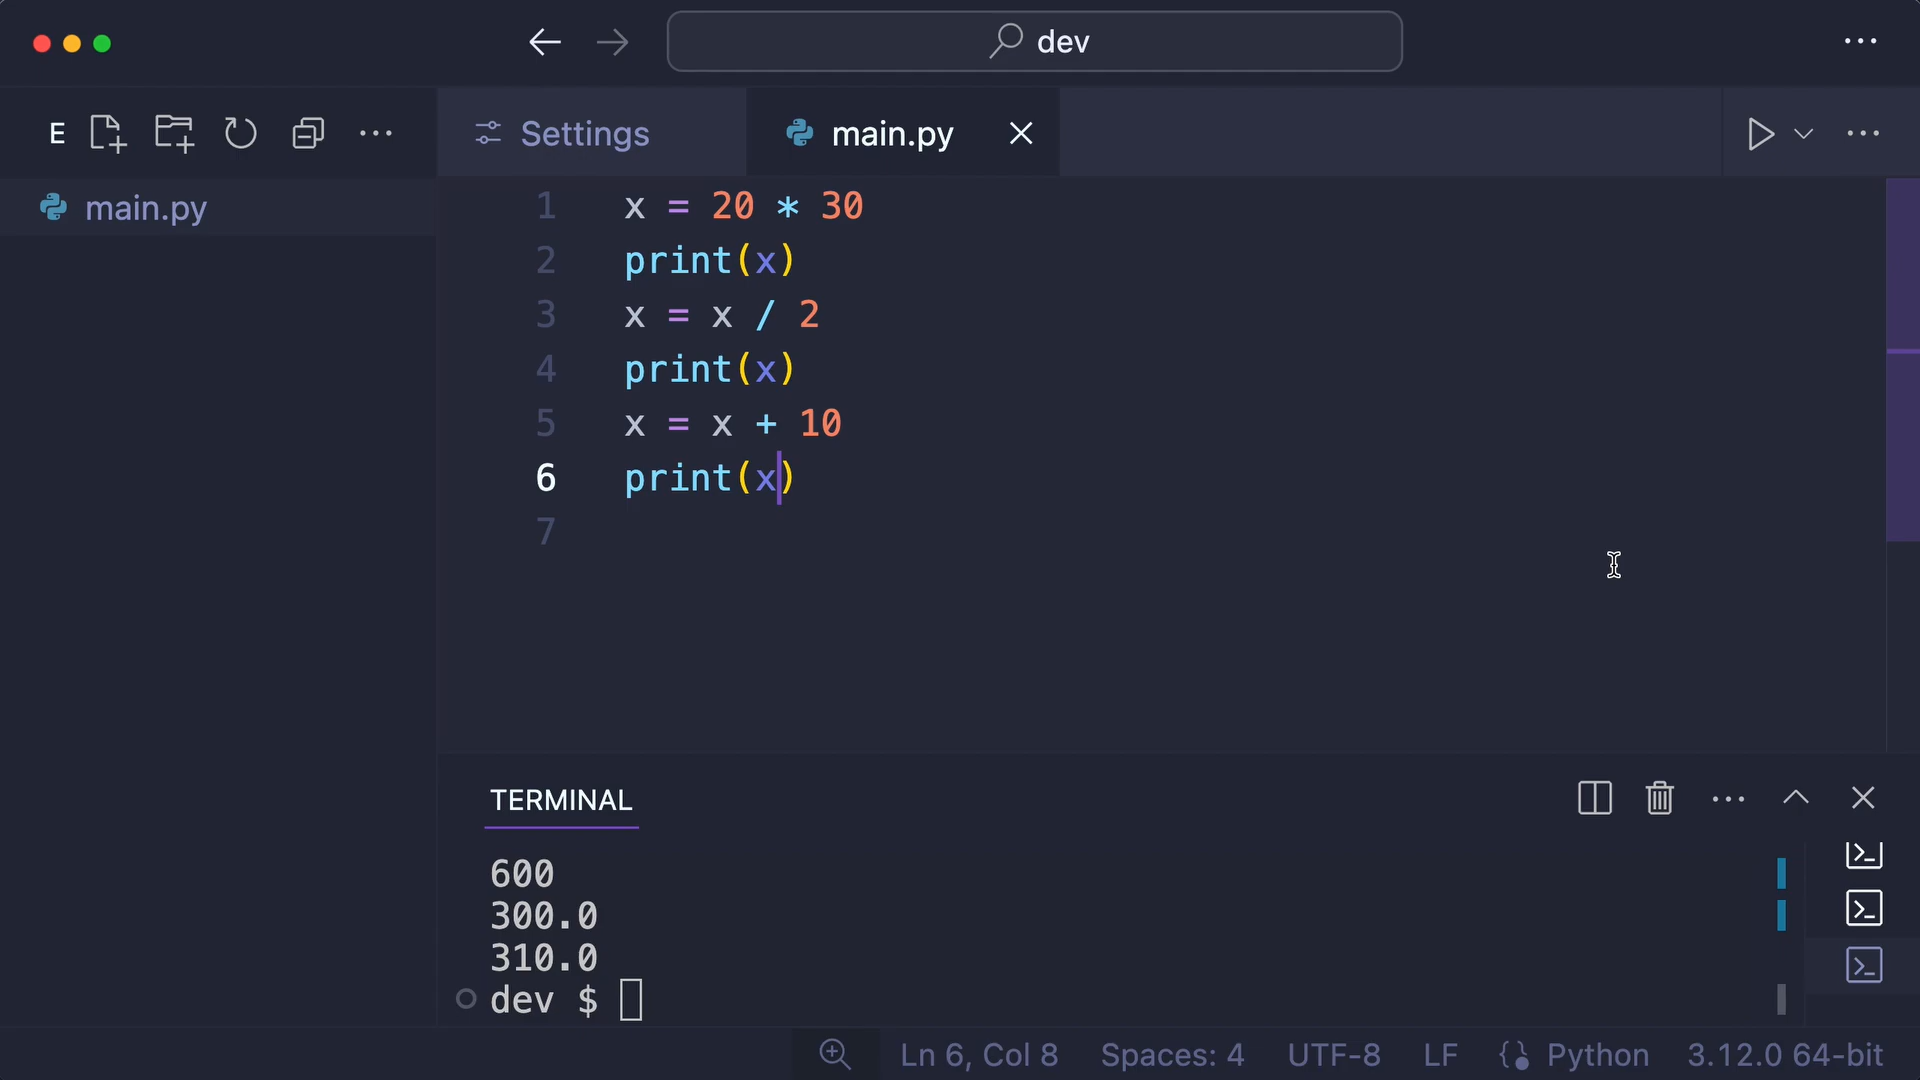 dev
E
Settings
main.py
main.py
1 x = 20 * 30
2 print(x)
3 x = x / 2
4 print(x)
5 x = x + 10
6 print(x)
7
TERMINAL
600
300.0
310.0
dev $
Ln 6, Col 8
Spaces: 4
UTF-8
LF
Python
3.12.0 64-bit